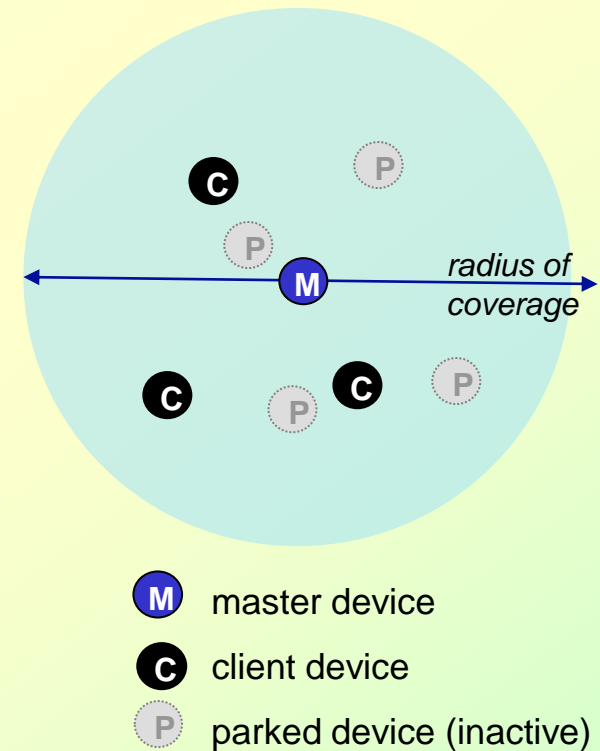 C
P
P
M
radius of
coverage
C
P
C
P
M master device
C client device
P parked device (inactive)